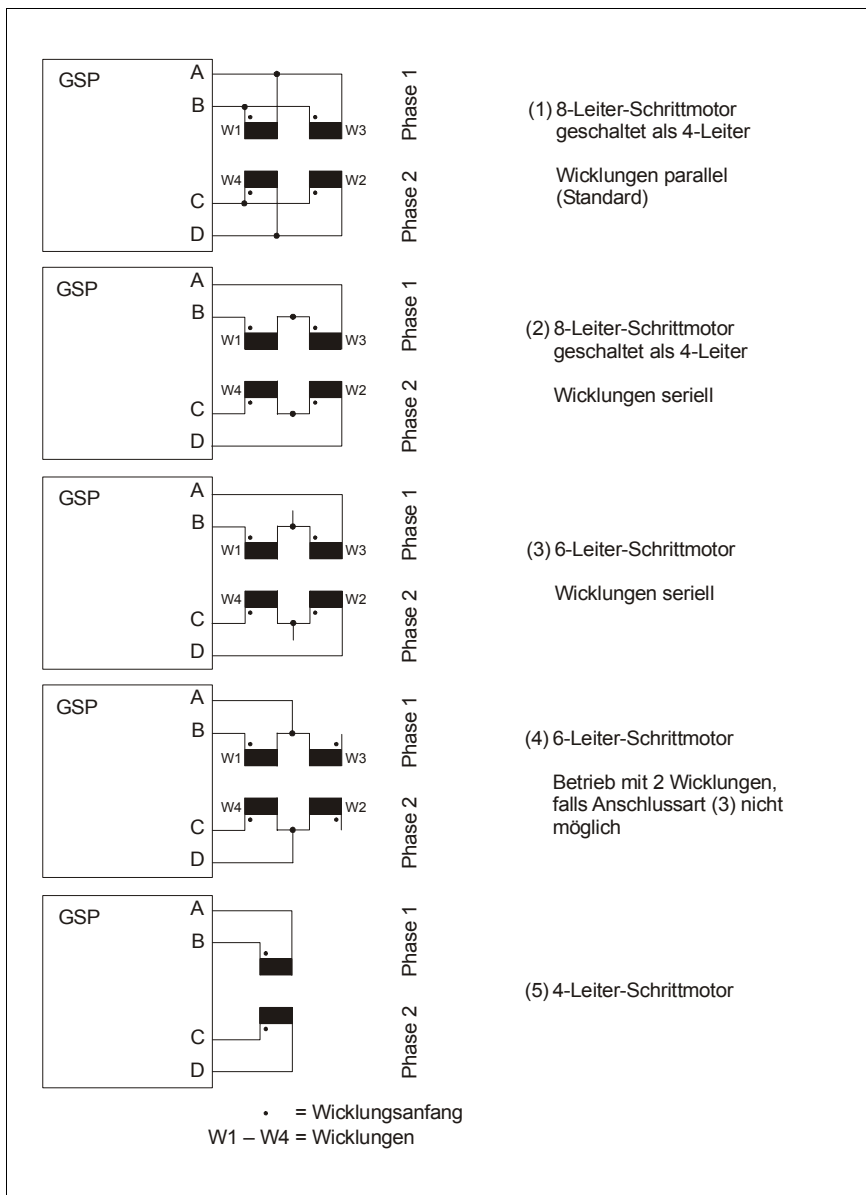 GSP
A
B
C
D
W1
W3
W4
W2
Phase 1
Phase 2
(1) 8-Leiter-Schrittmotor
geschaltet als 4-Leiter
Wicklungen parallel
(Standard)
GSP
A
B
C
D
W1
W3
W4
W2
Phase 1
Phase 2
(2) 8-Leiter-Schrittmotor
geschaltet als 4-Leiter
Wicklungen seriell
GSP
A
B
C
D
W1
W3
W4
W2
Phase 1
Phase 2
(3) 6-Leiter-Schrittmotor
Wicklungen seriell
GSP
A
B
C
D
W1
W3
W4
W2
Phase 1
Phase 2
(4) 6-Leiter-Schrittmotor
Betrieb mit 2 Wicklungen,
falls Anschlussart (3) nicht
möglich
GSP
A
B
C
D
Phase 1
Phase 2
(5) 4-Leiter-Schrittmotor
• = Wicklungsanfang
W1 – W4 = Wicklungen